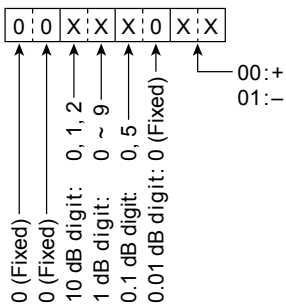 0 0 X X X 0 X X
00:+
01:–
0 (Fixed)
0 (Fixed)
10 dB digit: 0, 1, 2
1 dB digit: 0 ~ 9
0.1 dB digit: 0, 5
0.01 dB digit: 0 (Fixed)